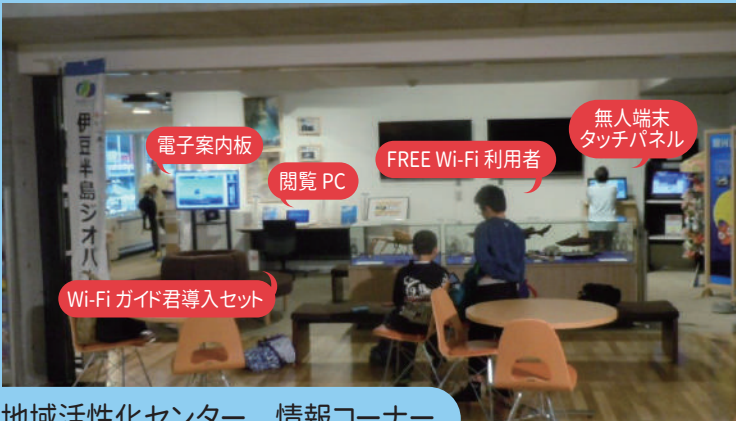 伊豆半島ジオパ
電子案内板
閲覧 PC
FREE Wi-Fi 利用者
無人端末
タッチパネル
Wi-Fi ガイド君導入セット
地域活性化センター 情報コーナー